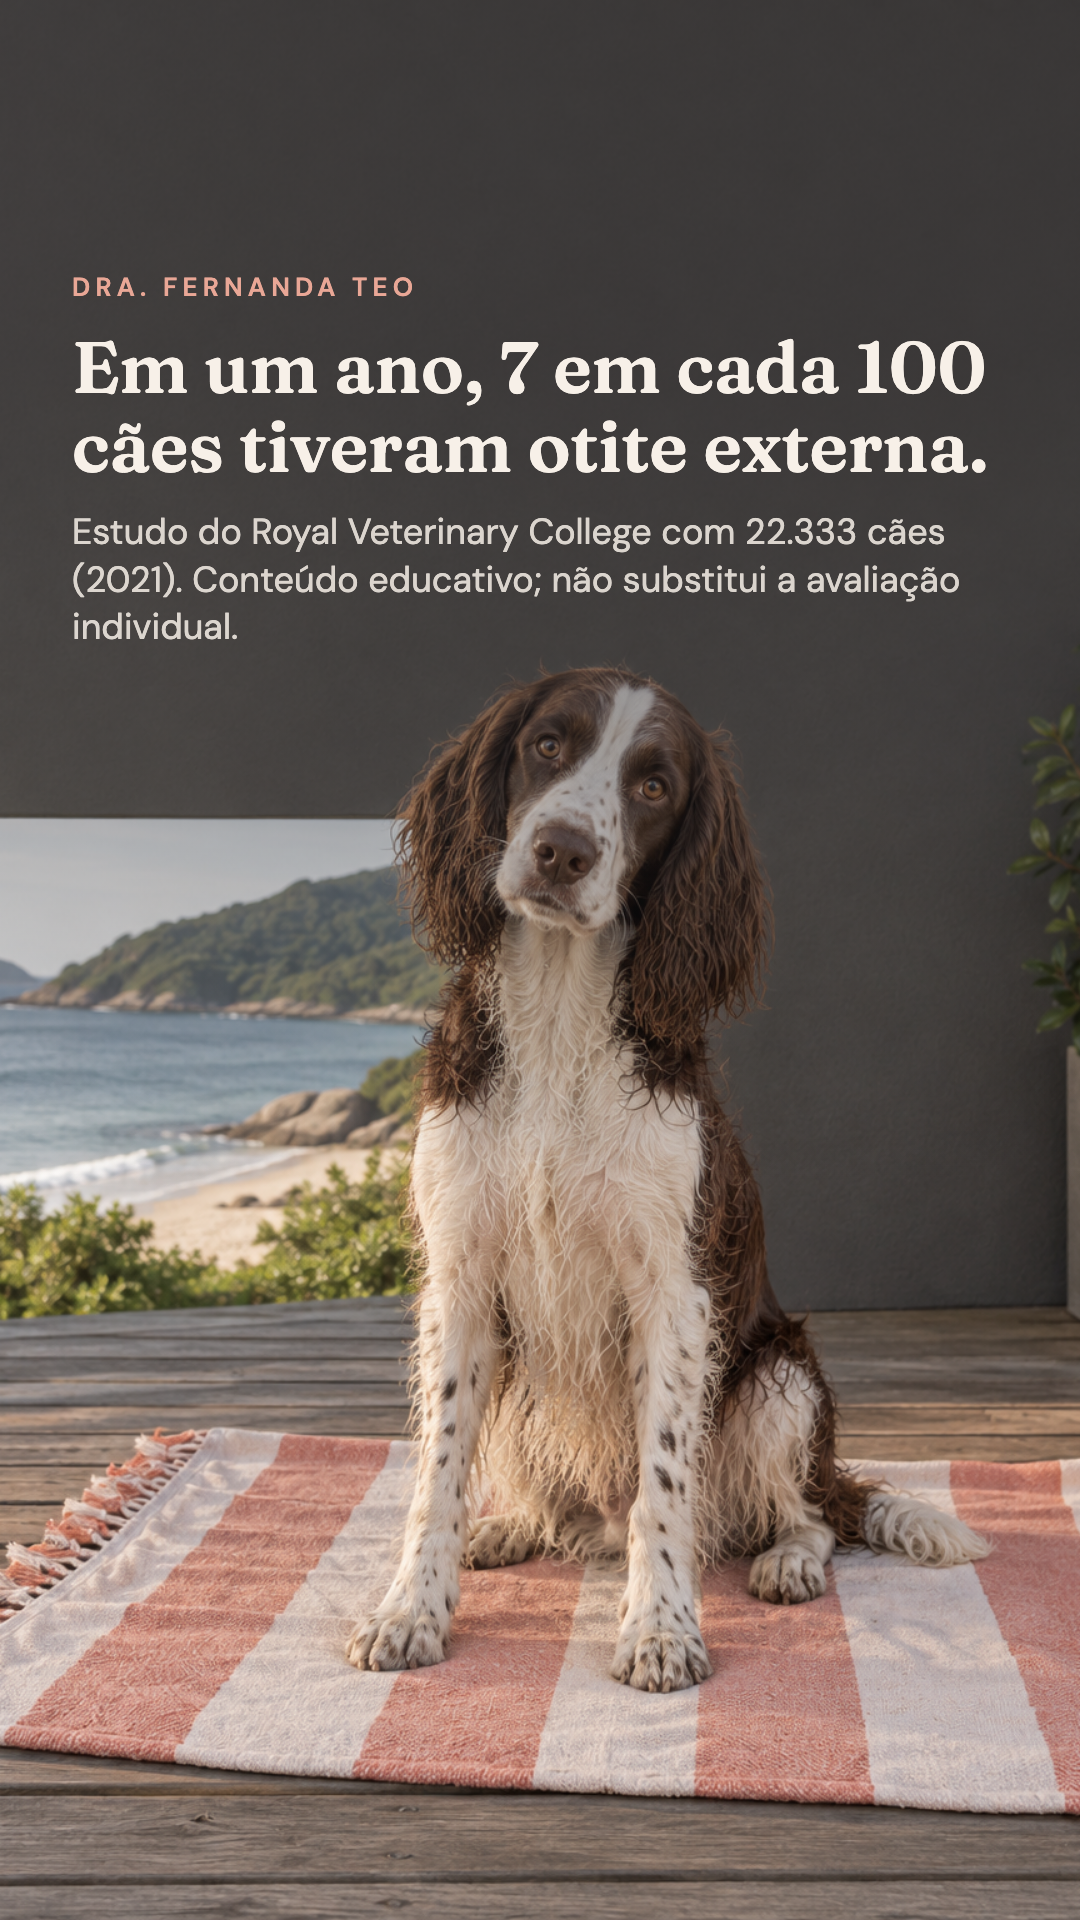 DRA. FERNANDA TEO
Em um ano, 7 em cada 100
cães tiveram otite externa.
Estudo do Royal Veterinary College com 22.333 cães
(2021). Conteúdo educativo; não substitui a avaliação
individual.